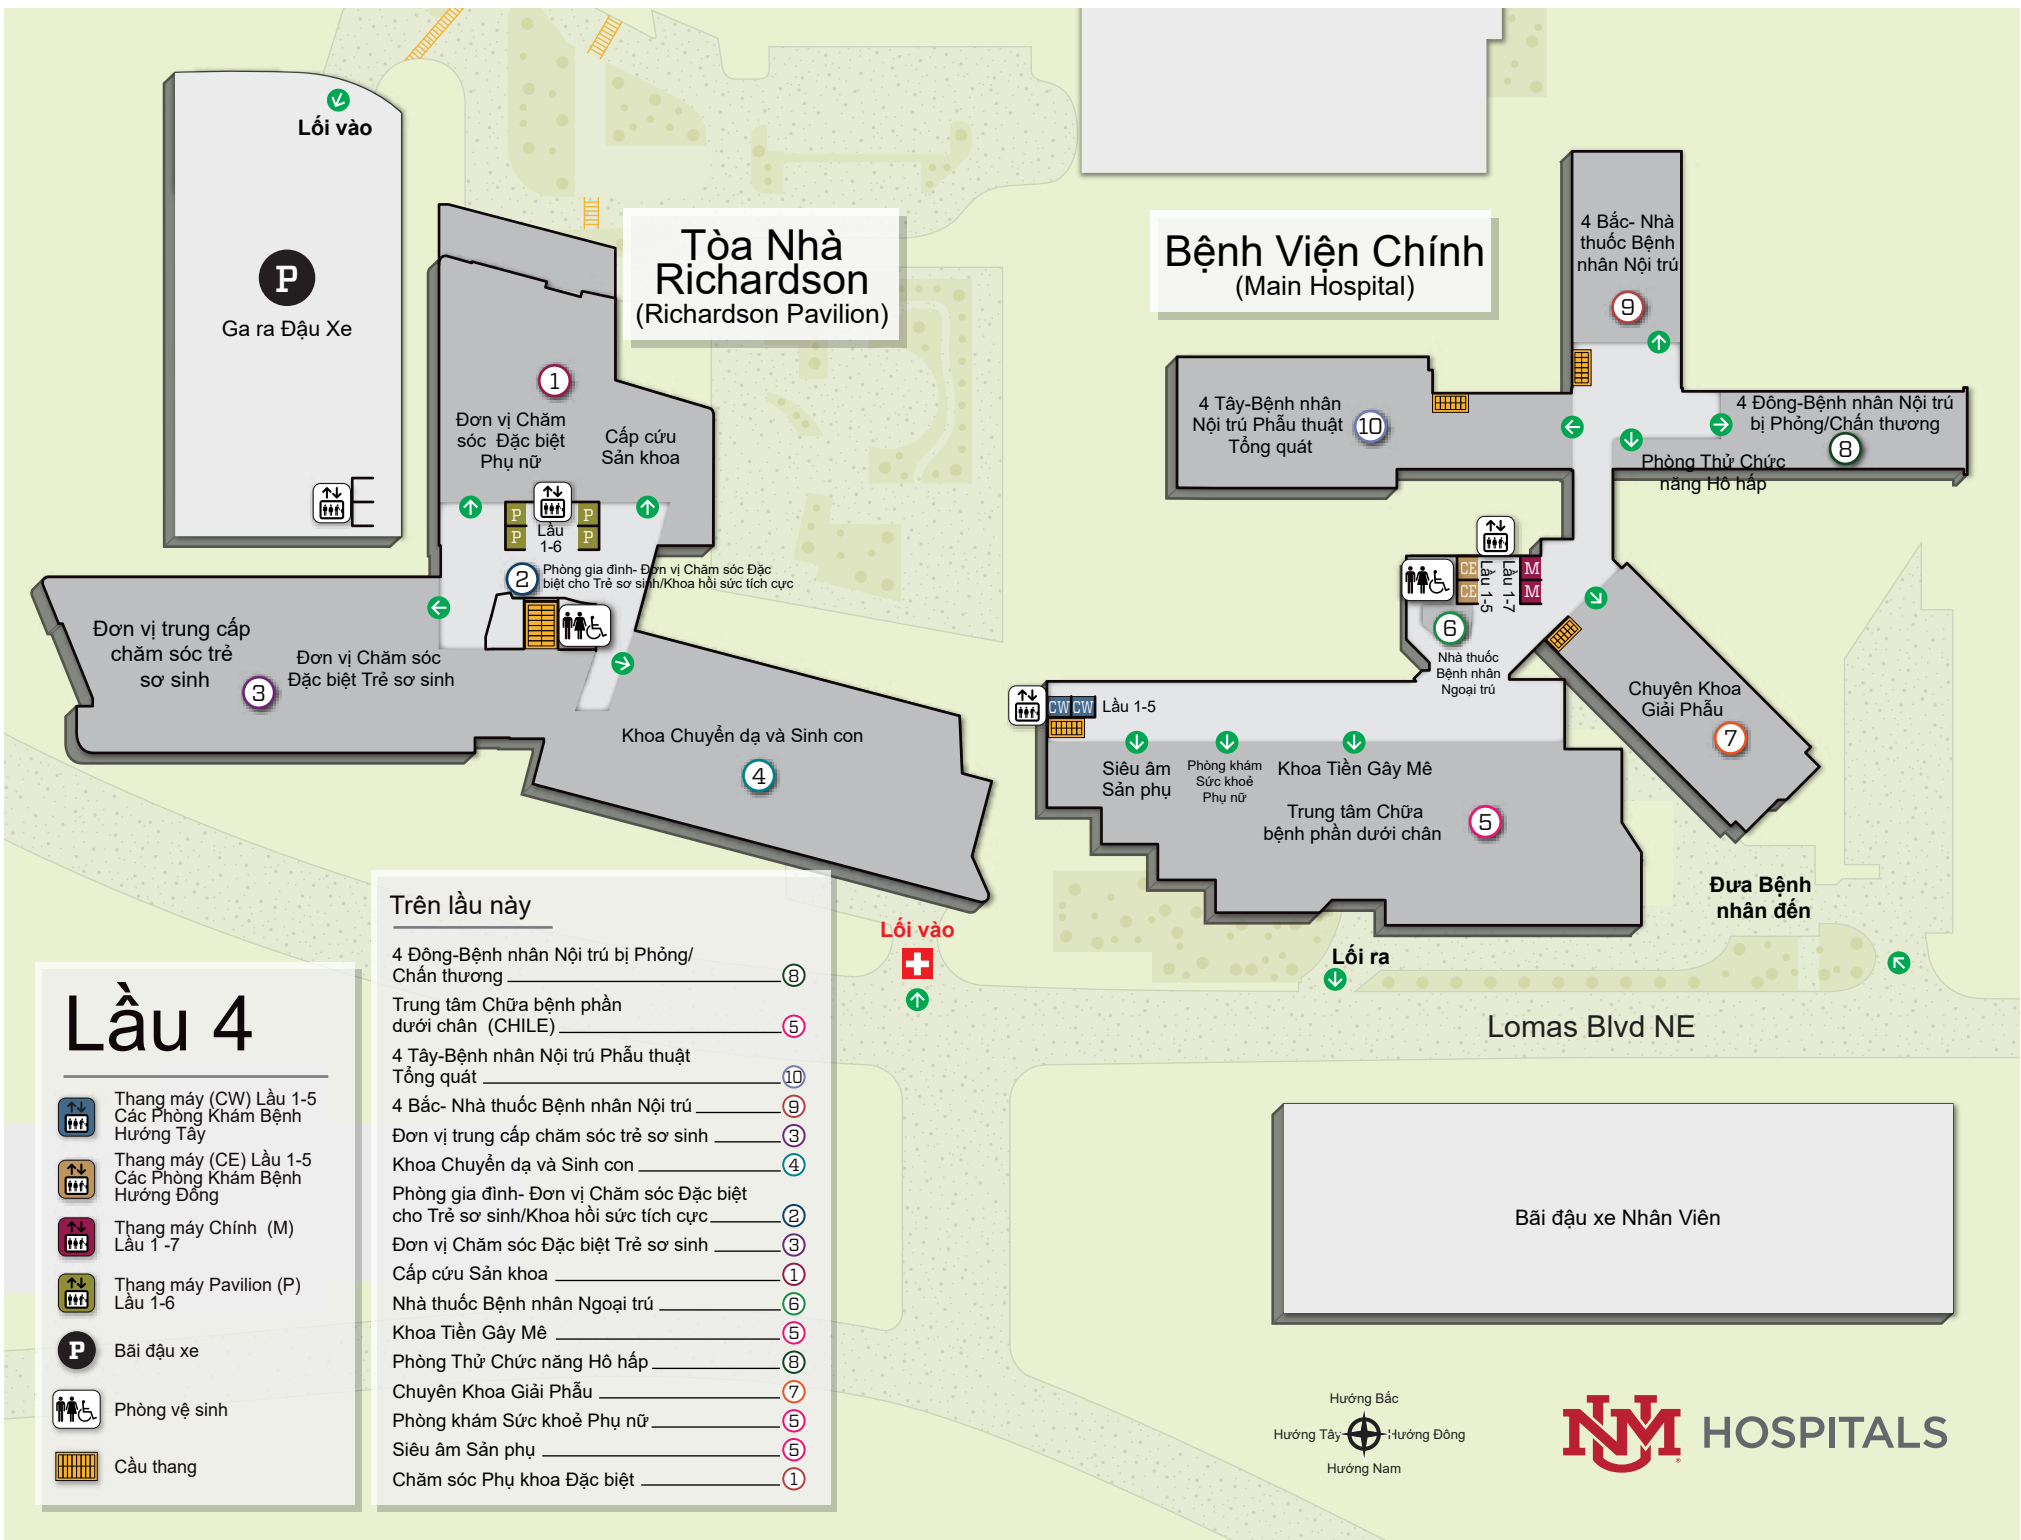 Lối vào
P
Ga ra Đậu Xe
Tòa Nhà
Richardson
(Richardson Pavilion)
1
Đơn vị Chăm
sóc Đặc biệt
Phụ nữ
Cấp cứu
Sản khoa
P
P
P
P
Lầu
1-6
2
Phòng gia đình- Đơn vị Chăm sóc Đặc
biệt cho Trẻ sơ sinh/Khoa hồi sức tích cực
Đơn vị trung cấp
chăm sóc trẻ
sơ sinh
3
Đơn vị Chăm sóc
Đặc biệt Trẻ sơ sinh
Khoa Chuyển dạ và Sinh con
4
Bệnh Viện Chính
(Main Hospital)
4 Bắc- Nhà
thuốc Bệnh
nhân Nội trú
9
4 Tây-Bệnh nhân
Nội trú Phẫu thuật
Tổng quát
10
4 Đông-Bệnh nhân Nội trú
bị Phỏng/Chấn thương
8
Phòng Thử Chức
năng Hô hấp
CE
CE
Lầu 1-5
Lầu 1-7
M
M
6
Nhà thuốc
Bệnh nhân
Ngoại trú
Chuyên Khoa
Giải Phẫu
7
CW CW Lầu 1-5
Siêu âm
Sản phụ
Phòng khám
Sức khoẻ
Phụ nữ
Khoa Tiền Gây Mê
Trung tâm Chữa
bệnh phần dưới chân
5
Đưa Bệnh
nhân đến
Lối vào
Lối ra
Lomas Blvd NE
Bãi đậu xe Nhân Viên
Lầu 4
Thang máy (CW) Lầu 1-5
Các Phòng Khám Bệnh
Hướng Tây
Thang máy (CE) Lầu 1-5
Các Phòng Khám Bệnh
Hướng Đông
Thang máy Chính (M)
Lầu 1 -7
Thang máy Pavilion (P)
Lầu 1-6
P Bãi đậu xe
Phòng vệ sinh
Cầu thang
Trên lầu này
4 Đông-Bệnh nhân Nội trú bị Phỏng/
Chấn thương 8
Trung tâm Chữa bệnh phần
dưới chân (CHILE) 5
4 Tây-Bệnh nhân Nội trú Phẫu thuật
Tổng quát 10
4 Bắc- Nhà thuốc Bệnh nhân Nội trú 9
Đơn vị trung cấp chăm sóc trẻ sơ sinh 3
Khoa Chuyển dạ và Sinh con 4
Phòng gia đình- Đơn vị Chăm sóc Đặc biệt
cho Trẻ sơ sinh/Khoa hồi sức tích cực 2
Đơn vị Chăm sóc Đặc biệt Trẻ sơ sinh 3
Cấp cứu Sản khoa 1
Nhà thuốc Bệnh nhân Ngoại trú 6
Khoa Tiền Gây Mê 5
Phòng Thử Chức năng Hô hấp 8
Chuyên Khoa Giải Phẫu 7
Phòng khám Sức khoẻ Phụ nữ 5
Siêu âm Sản phụ 5
Chăm sóc Phụ khoa Đặc biệt 1
Hướng Bắc
Hướng Tây
Hướng Đông
Hướng Nam
UNM HOSPITALS